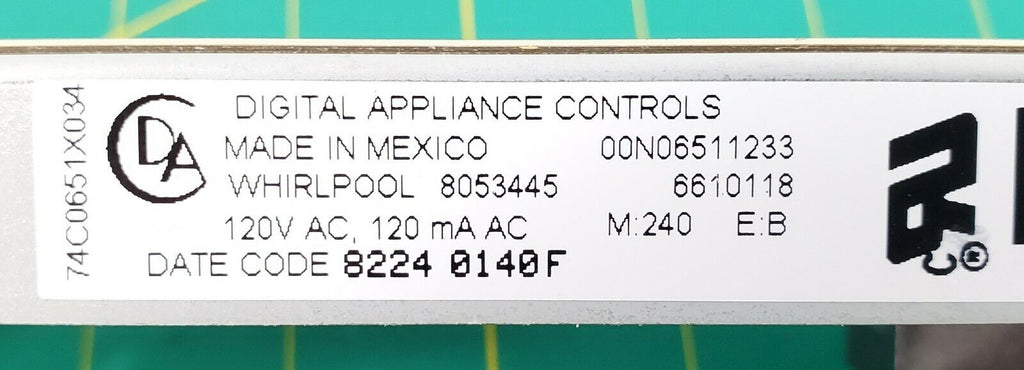 74C0651X034
DA
DIGITAL APPLIANCE CONTROLS
MADE IN MEXICO 00N06511233
WHIRLPOOL 8053445 6610118
120V AC, 120 mA AC M:240 E:B
DATE CODE 8224 0140F